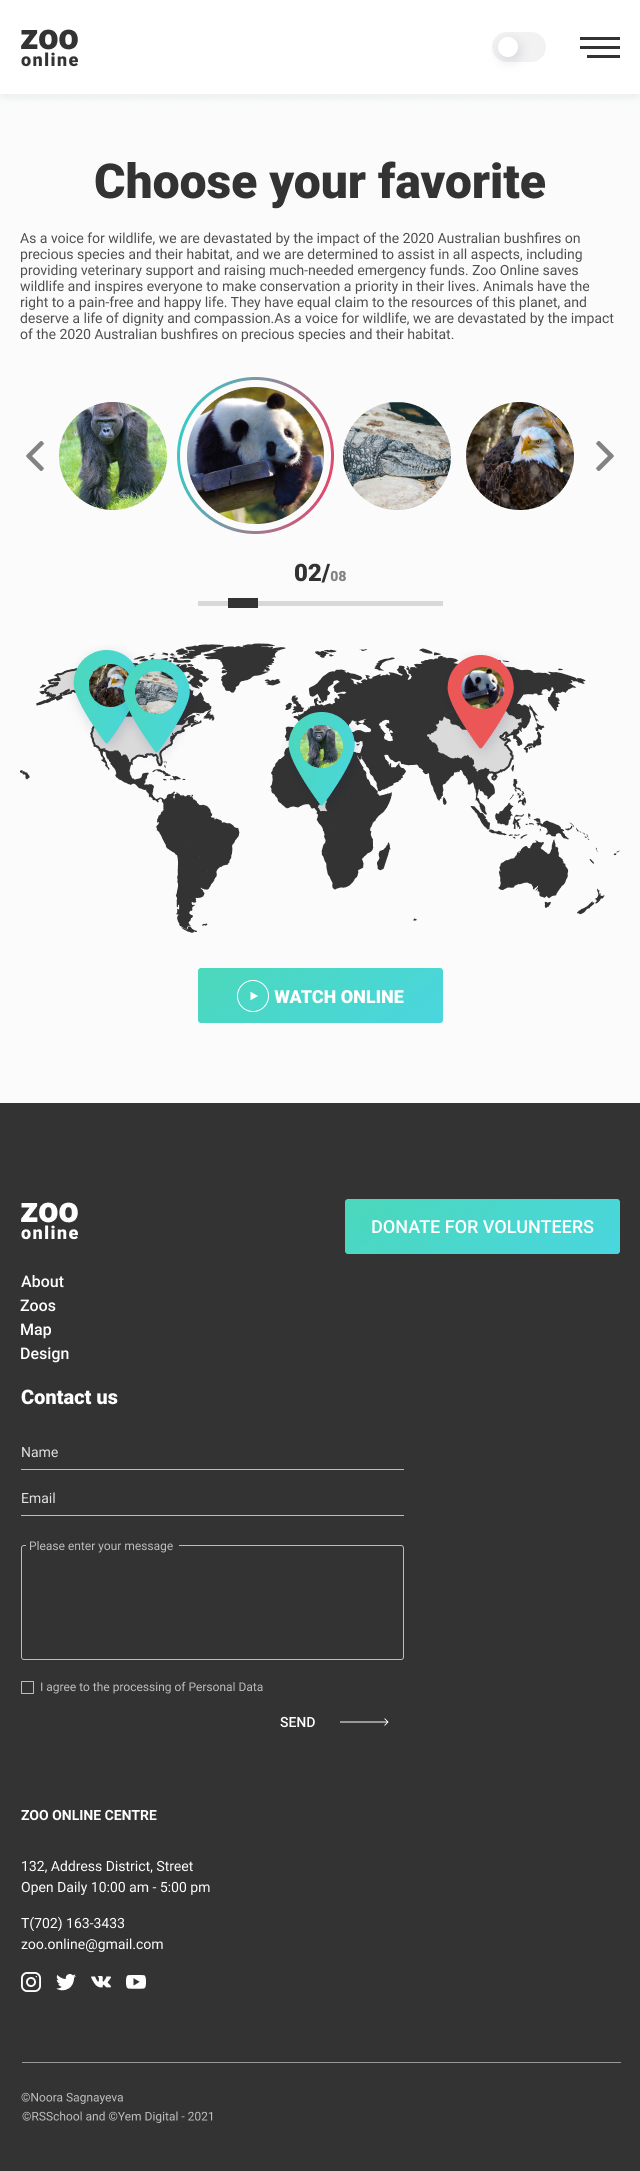 ZOO
online
Choose your favorite
As a voice for wildlife, we are devastated by the impact of the 2020 Australian bushfires on
precious species and their habitat, and we are determined to assist in all aspects, including
providing veterinary support and raising much-needed emergency funds. Zoo Online saves
wildlife and inspires everyone to make conservation a priority in their lives. Animals have the
right to a pain-free and happy life. They have equal claim to the resources of this planet, and
deserve a life of dignity and compassion.As a voice for wildlife, we are devastated by the impact
of the 2020 Australian bushfires on precious species and their habitat.
02/08
WATCH ONLINE
ZOO
online
DONATE FOR VOLUNTEERS
About
Zoos
Map
Design
Contact us
Name
Email
Please enter your message
I agree to the processing of Personal Data
SEND
ZOO ONLINE CENTRE
132, Address District, Street
Open Daily 10:00 am - 5:00 pm
T(702) 163-3433
zoo.online@gmail.com
©Noora Sagnayeva
©RSSchool and ©Yem Digital - 2021